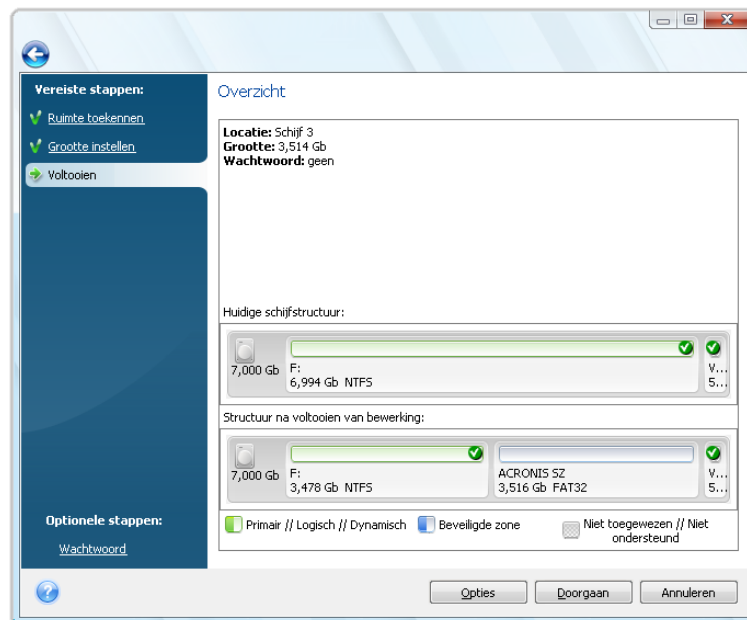 Vereiste stappen:
Ruimte toekennen
Grootte instellen
Voltooien
Optionele stappen:
Wachtwoord
Overzicht
Locatie: Schijf 3
Grootte: 3,514 Gb
Wachtwoord: geen
Huidige schijfstructuur:
7,000 Gb
F:
6,994 Gb NTFS
V...
5...
Structuur na voltooien van bewerking:
7,000 Gb
F:
3,478 Gb NTFS
ACRONIS SZ
3,516 Gb FAT32
V...
5...
Primair // Logisch // Dynamisch
Beveiligde zone
Niet toegewezen // Niet
ondersteund
Opties
Doorgaan
Annuleren